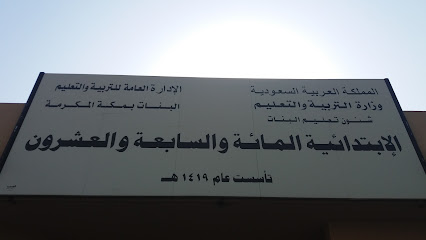 المملكة العربية السعودية
وزارة التربية والتعليم
شئون تعليم البنات
الإدارة العامة للتربية والتعليم
البنات بمكة المكرمة
الإبتدائية المائة والسابعة والعشرون
تأسست عام ١٤١٩ هـ